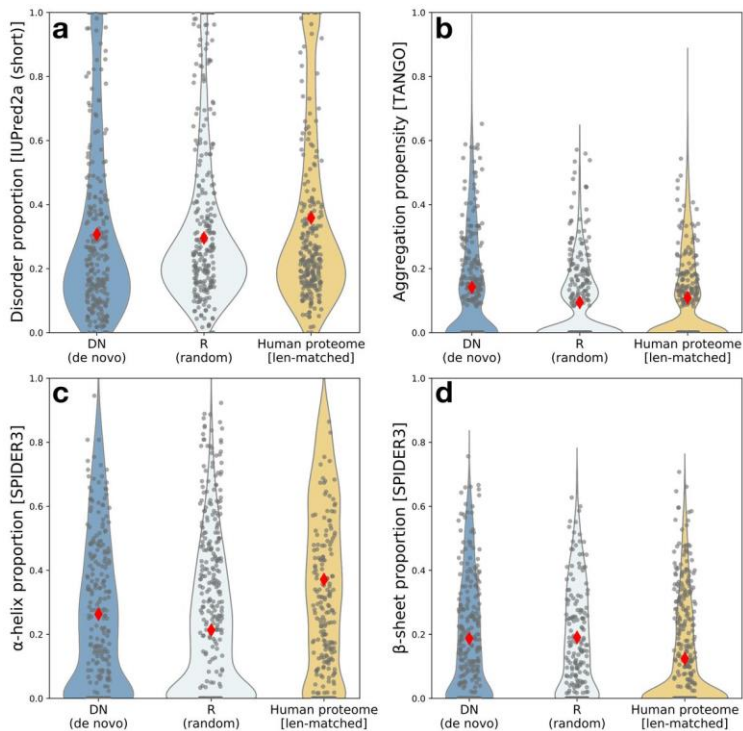 a
Disorder proportion [IUPred2a (short)]
1.0
0.8
0.6
0.4
0.2
0.0
DN
(de novo)
R
(random)
Human proteome
[len-matched]
b
Aggregation propensity [TANGO]
1.0
0.8
0.6
0.4
0.2
0.0
DN
(de novo)
R
(random)
Human proteome
[len-matched]
c
α-helix proportion [SPIDER3]
1.0
0.8
0.6
0.4
0.2
0.0
DN
(de novo)
R
(random)
Human proteome
[len-matched]
d
β-sheet proportion [SPIDER3]
1.0
0.8
0.6
0.4
0.2
0.0
DN
(de novo)
R
(random)
Human proteome
[len-matched]